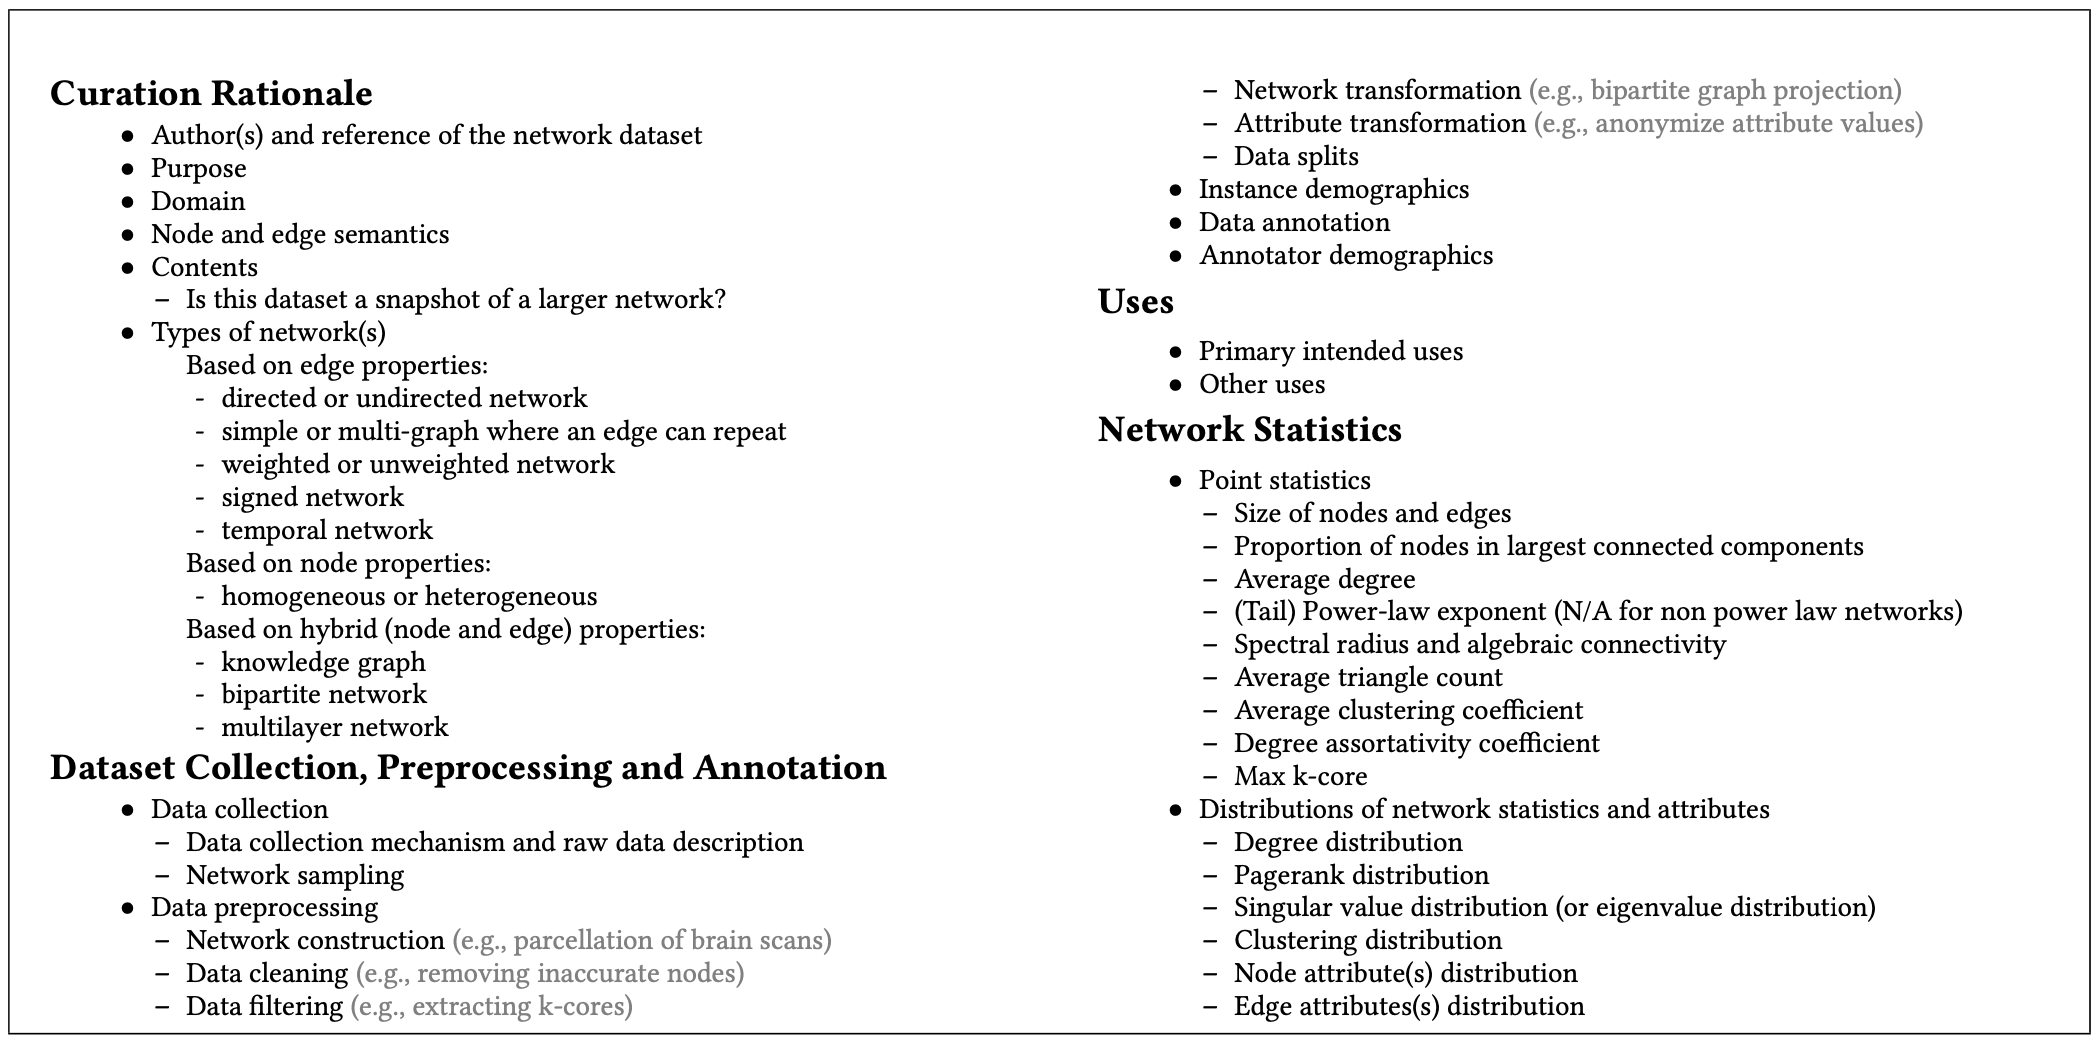 Curation Rationale
● Author(s) and reference of the network dataset
● Purpose
● Domain
● Node and edge semantics
● Contents
– Is this dataset a snapshot of a larger network?
● Types of network(s)
Based on edge properties:
- directed or undirected network
- simple or multi-graph where an edge can repeat
- weighted or unweighted network
- signed network
- temporal network
Based on node properties:
- homogeneous or heterogeneous
Based on hybrid (node and edge) properties:
- knowledge graph
- bipartite network
- multilayer network
Dataset Collection, Preprocessing and Annotation
● Data collection
– Data collection mechanism and raw data description
– Network sampling
● Data preprocessing
– Network construction (e.g., parcellation of brain scans)
– Data cleaning (e.g., removing inaccurate nodes)
– Data filtering (e.g., extracting k-cores)
– Network transformation (e.g., bipartite graph projection)
– Attribute transformation (e.g., anonymize attribute values)
– Data splits
● Instance demographics
● Data annotation
● Annotator demographics
Uses
● Primary intended uses
● Other uses
Network Statistics
● Point statistics
– Size of nodes and edges
– Proportion of nodes in largest connected components
– Average degree
– (Tail) Power-law exponent (N/A for non power law networks)
– Spectral radius and algebraic connectivity
– Average triangle count
– Average clustering coefficient
– Degree assortativity coefficient
– Max k-core
● Distributions of network statistics and attributes
– Degree distribution
– Pagerank distribution
– Singular value distribution (or eigenvalue distribution)
– Clustering distribution
– Node attribute(s) distribution
– Edge attributes(s) distribution